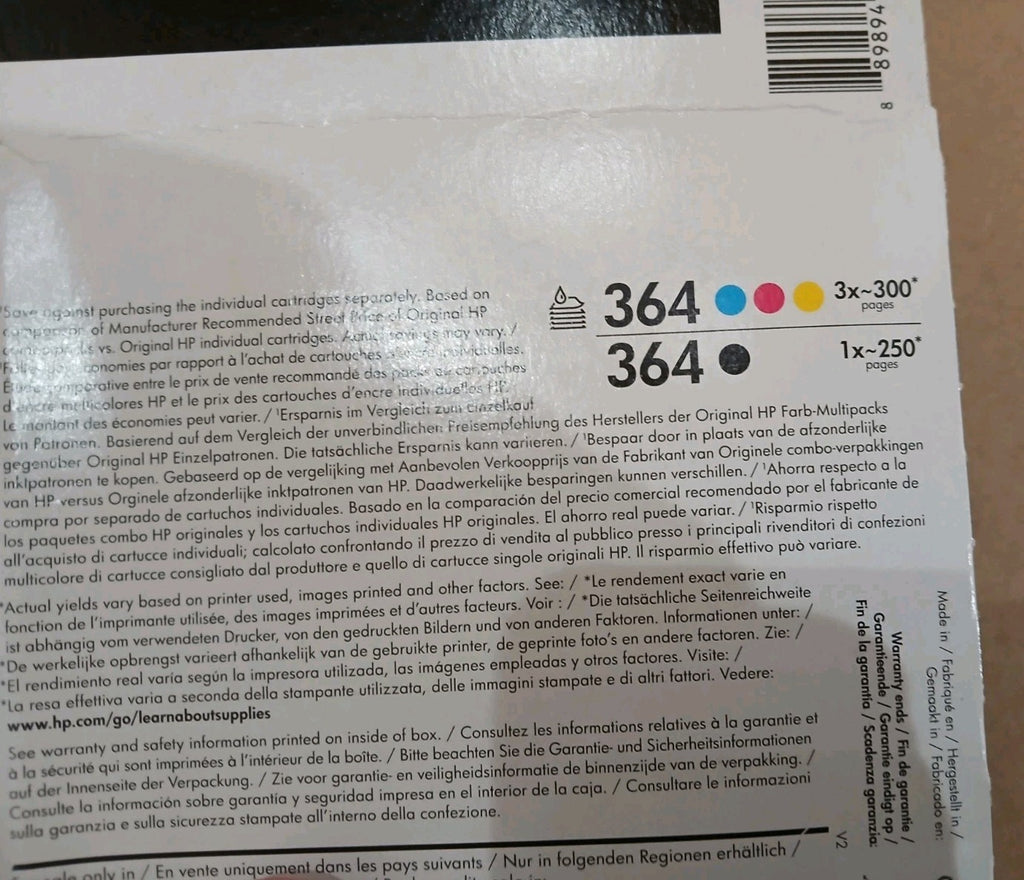 898689
8
364 3x~300*
pages
364 1x~250*
pages
purchasing the individual cartridges separately. Based on
of Manufacturer Recommended Street Price of Original HP
vs. Original HP individual cartridges. Actual savings may vary. /
par rapport à l'achat de cartouches
entre le prix de vente recommandé des packs de cartouches
d'encre multicolores HP et le prix des cartouches d'encre individuelles HP.
Le montant des économies peut varier. / ¹Ersparnis im Vergleich zum Einzelkauf
von Patronen. Basierend auf dem Vergleich der unverbindlichen Preisempfehlung des Herstellers der Original HP Farb-Multipacks
gegenüber Original HP Einzelpatronen. Die tatsächliche Ersparnis kann variieren. / ¹Bespaar door in plaats van de afzonderlijke
inktpatronen te kopen. Gebaseerd op de vergelijking met Aanbevolen Verkoopprijs van de Fabrikant van Originele combo-verpakkingen
van HP versus Orginele afzonderlijke inktpatronen van HP. Daadwerkelijke besparingen kunnen verschillen. / ¹Ahorra respecto a la
compra por separado de cartuchos individuales. Basado en la comparación del precio comercial recomendado por el fabricante de
los paquetes combo HP originales y los cartuchos individuales HP originales. El ahorro real puede variar. / ¹Risparmio rispetto
all'acquisto di cartucce individuali; calcolato confrontando il prezzo di vendita al pubblico presso i principali rivenditori di confezioni
multicolore di cartucce consigliato dal produttore e quello di cartucce singole originali HP. Il risparmio effettivo può variare.
*Actual yields vary based on printer used, images printed and other factors. See: / *Le rendement exact varie en
fonction de l'imprimante utilisée, des images imprimées et d'autres facteurs. Voir : / *Die tatsächliche Seitenreichweite
ist abhängig vom verwendeten Drucker, von den gedruckten Bildern und von anderen Faktoren. Informationen unter: /
*De werkelijke opbrengst varieert afhankelijk van de gebruikte printer, de geprinte foto's en andere factoren. Zie: /
*El rendimiento real varía según la impresora utilizada, las imágenes empleadas y otros factores. Visite: /
*La resa effettiva varia a seconda della stampante utilizzata, delle immagini stampate e di altri fattori. Vedere:
www.hp.com/go/learnaboutsupplies
See warranty and safety information printed on inside of box. / Consultez les informations relatives à la garantie et
à la sécurité qui sont imprimées à l'intérieur de la boîte. / Bitte beachten Sie die Garantie- und Sicherheitsinformationen
auf der Innenseite der Verpackung. / Zie voor garantie- en veiligheidsinformatie de binnenzijde van de verpakking. /
Consulte la información sobre garantía y seguridad impresa en el interior de la caja. / Consultare le informazioni
sulla garanzia e sulla sicurezza stampate all'interno della confezione.
only in / En vente uniquement dans les pays suivants / Nur in folgenden Regionen erhältlich /
Made in / Fabriqué en / Hergestellt in /
Gemaakt in / Fabricado en:
Warranty ends / Fin de garantie /
Garantieende / Garantie eindigt op /
Fin de la garantía / Scadenza garanzia:
V2